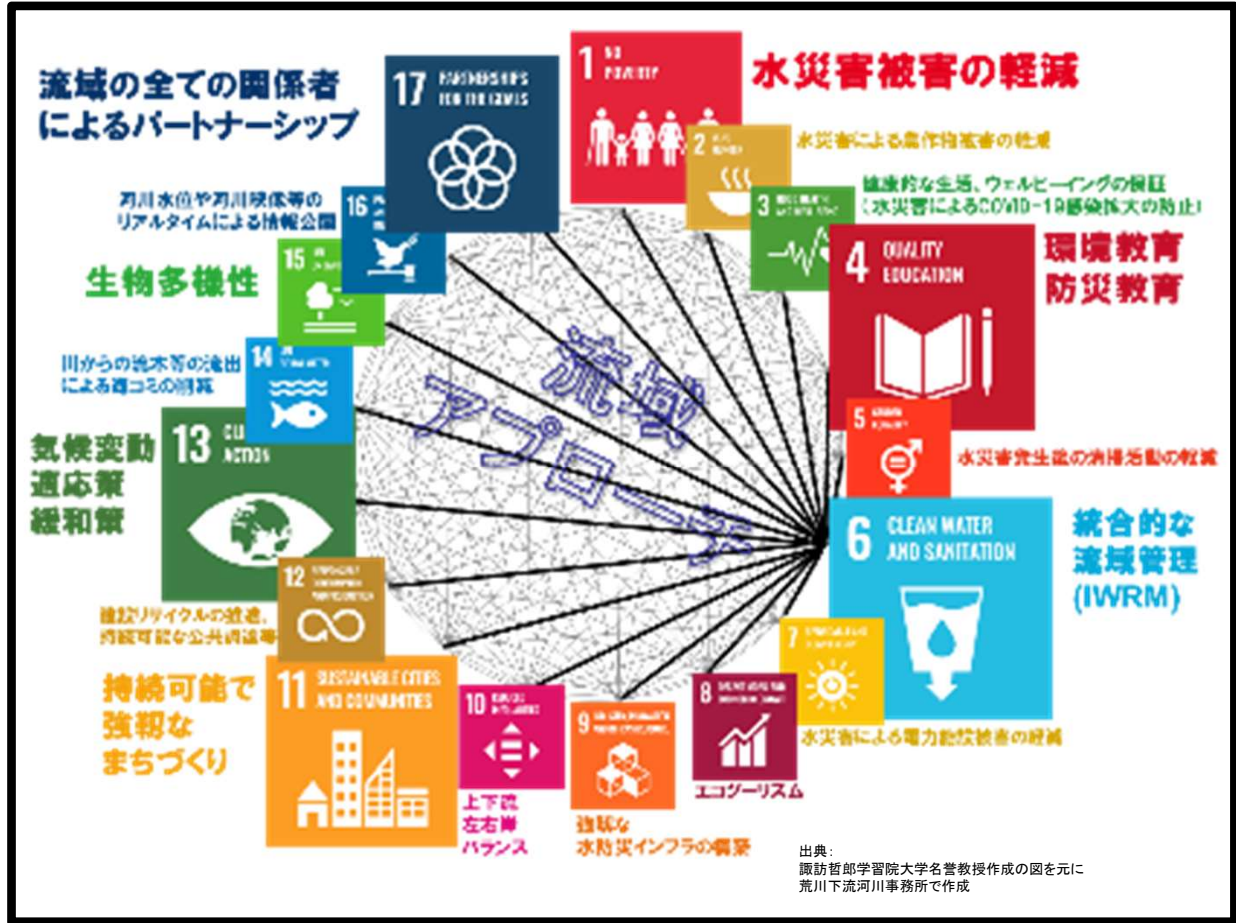 流域の全ての関係者
によるパートナーシップ
17 PARTNERSHIPS
FOR THE GOALS
1 NO
POVERTY
水災害被害の軽減
2
水災害による農作物被害の軽減
3
健康的な生活、ウェルビーイングの保証
(水災害によるCOVID-19感染拡大の防止)
4 QUALITY
EDUCATION
環境教育
防災教育
5
水災害発生後の清掃活動の軽減
6 CLEAN WATER
AND SANITATION
統合的な
流域管理
(IWRM)
7
水災害による電力施設被害の軽減
8
エコツーリズム
9
強靱な
水防災インフラの構築
10
上下流
左右岸
バランス
11 SUSTAINABLE CITIES
AND COMMUNITIES
持続可能で
強靱な
まちづくり
12
建設リサイクルの推進、
持続可能な公共調達等
13 CLI
ACTION
気候変動
適応策
緩和策
14
川からの流木等の流出
による海ゴミの削減
15
生物多様性
16
河川水位や河川映像等の
リアルタイムによる情報公開
流域
アプローチ
出典:
諏訪哲郎学習院大学名誉教授作成の図を元に
荒川下流河川事務所で作成